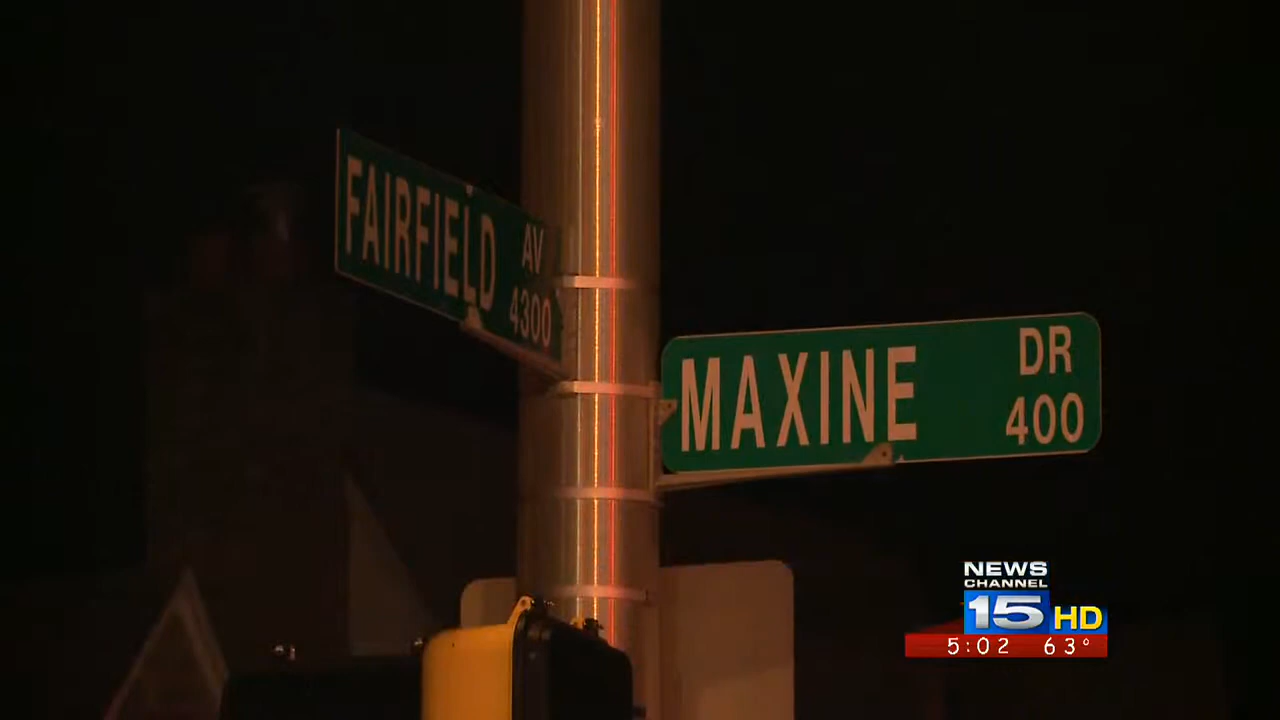 FAIRFIELD AV
4300
MAXINE DR
400
NEWS
CHANNEL
15 HD
5:02 63°